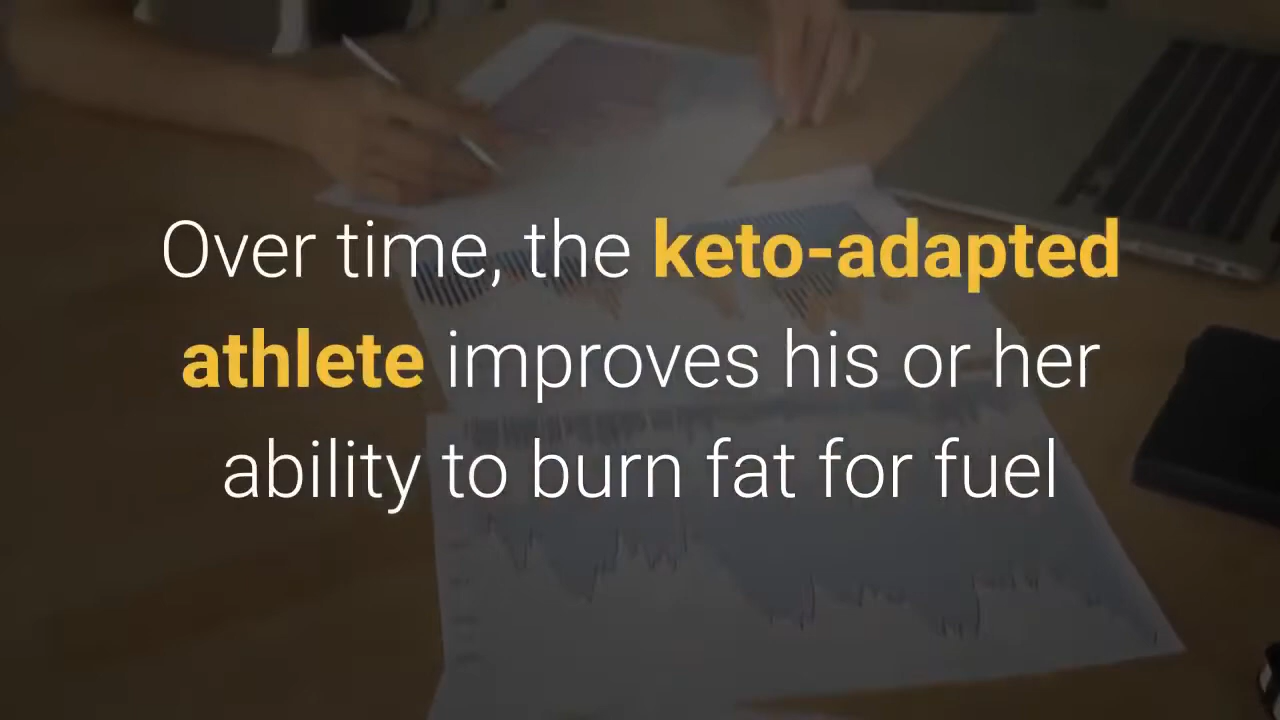 Over time, the keto-adapted
athlete improves his or her
ability to burn fat for fuel